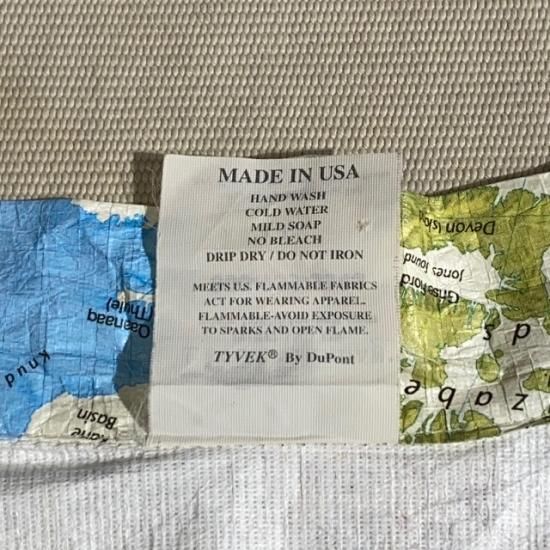 MADE IN USA
HAND WASH
COLD WATER
MILD SOAP
NO BLEACH
DRIP DRY / DO NOT IRON
MEETS U.S. FLAMMABLE FABRICS
ACT FOR WEARING APPAREL.
FLAMMABLE-AVOID EXPOSURE
TO SPARKS AND OPEN FLAME.
TYVEK® By DuPont
Qaanaaq
(Thule)
Knud
Kane
Basin
Devon
Jones Sound
Grise Fiord
d s
z a b e